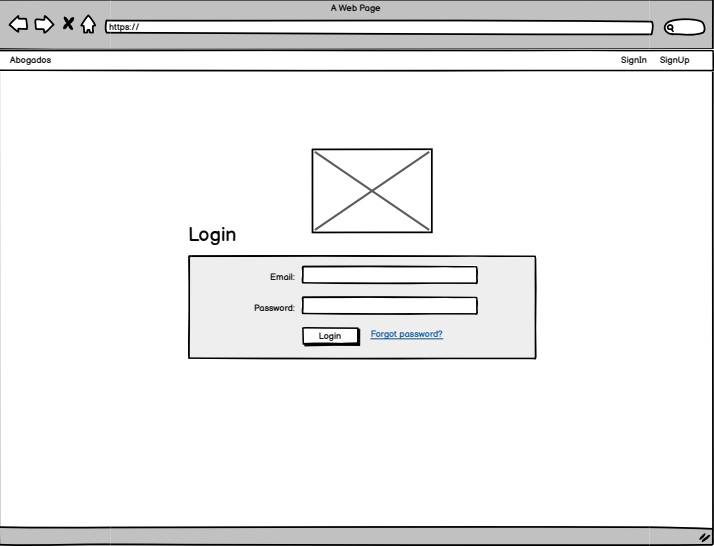 A Web Page
https://
Abogados
SignIn
SignUp
Login
Email:
Password:
Login
Forgot password?